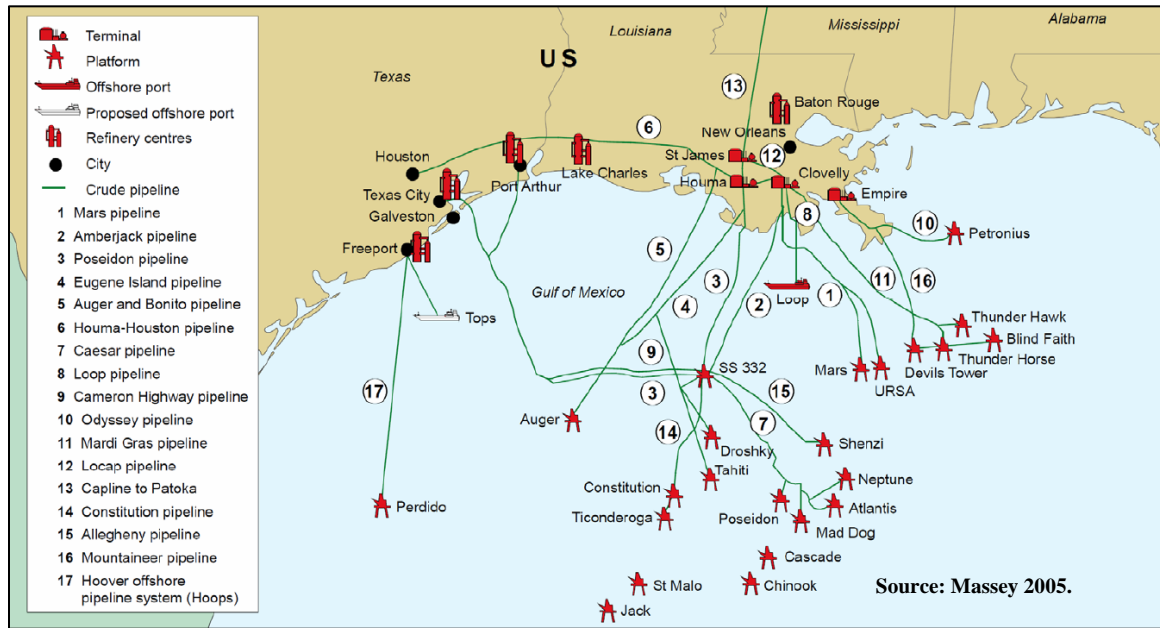 Terminal
Platform
Offshore port
Proposed offshore port
Refinery centres
City
Crude pipeline
1 Mars pipeline
2 Amberjack pipeline
3 Poseidon pipeline
4 Eugene Island pipeline
5 Auger and Bonito pipeline
6 Houma-Houston pipeline
7 Caesar pipeline
8 Loop pipeline
9 Cameron Highway pipeline
10 Odyssey pipeline
11 Mardi Gras pipeline
12 Locap pipeline
13 Capline to Patoka
14 Constitution pipeline
15 Allegheny pipeline
16 Mountaineer pipeline
17 Hoover offshore
pipeline system (Hoops)
Louisiana
Mississippi
Alabama
US
Texas
13
Baton Rouge
6
New Orleans
Houston
St James
12
Lake Charles
Port Arthur
Houma
Clovelly
Texas City
Empire
Galveston
8
10
Petronius
Freeport
5
3
11
16
Gulf of Mexico
Loop
1
4
2
Tops
Thunder Hawk
Blind Faith
9
Thunder Horse
SS 332
Mars
Devils Tower
17
URSA
3
15
Auger
7
14
Droshky
Shenzi
Tahiti
Neptune
Constitution
Perdido
Atlantis
Ticonderoga
Poseidon
Mad Dog
Cascade
St Malo
Chinook
Source: Massey 2005.
Jack